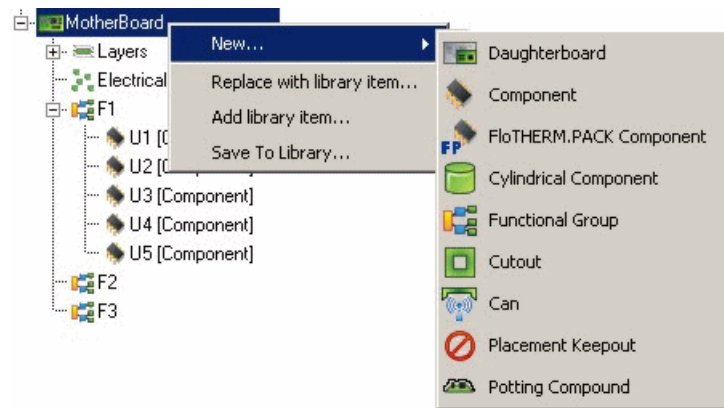 MotherBoard
Layers
Electrical
F1
U1 [C
U2 [C
U3 [Component]
U4 [Component]
U5 [Component]
F2
F3
New...
Replace with library item...
Add library item...
Save To Library...
Daughterboard
Component
FP FloTHERM.PACK Component
Cylindrical Component
Functional Group
Cutout
Can
Placement Keepout
Potting Compound